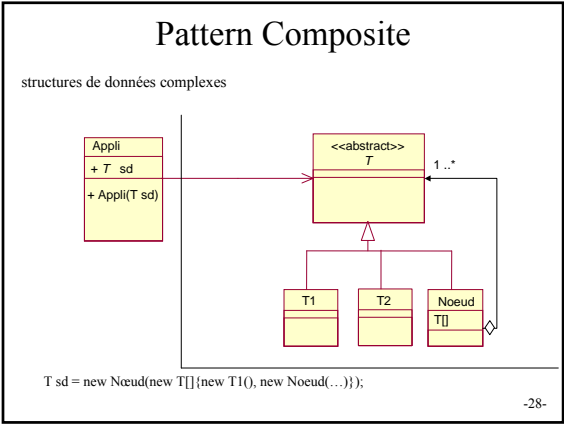 Pattern Composite
structures de données complexes
Appli
+ T sd
+ Appli(T sd)
<<abstract>>
T
1 ..*
T1
T2
Noeud
T[]
T sd = new Nœud(new T[]{new T1(), new Noeud(…)});
-28-